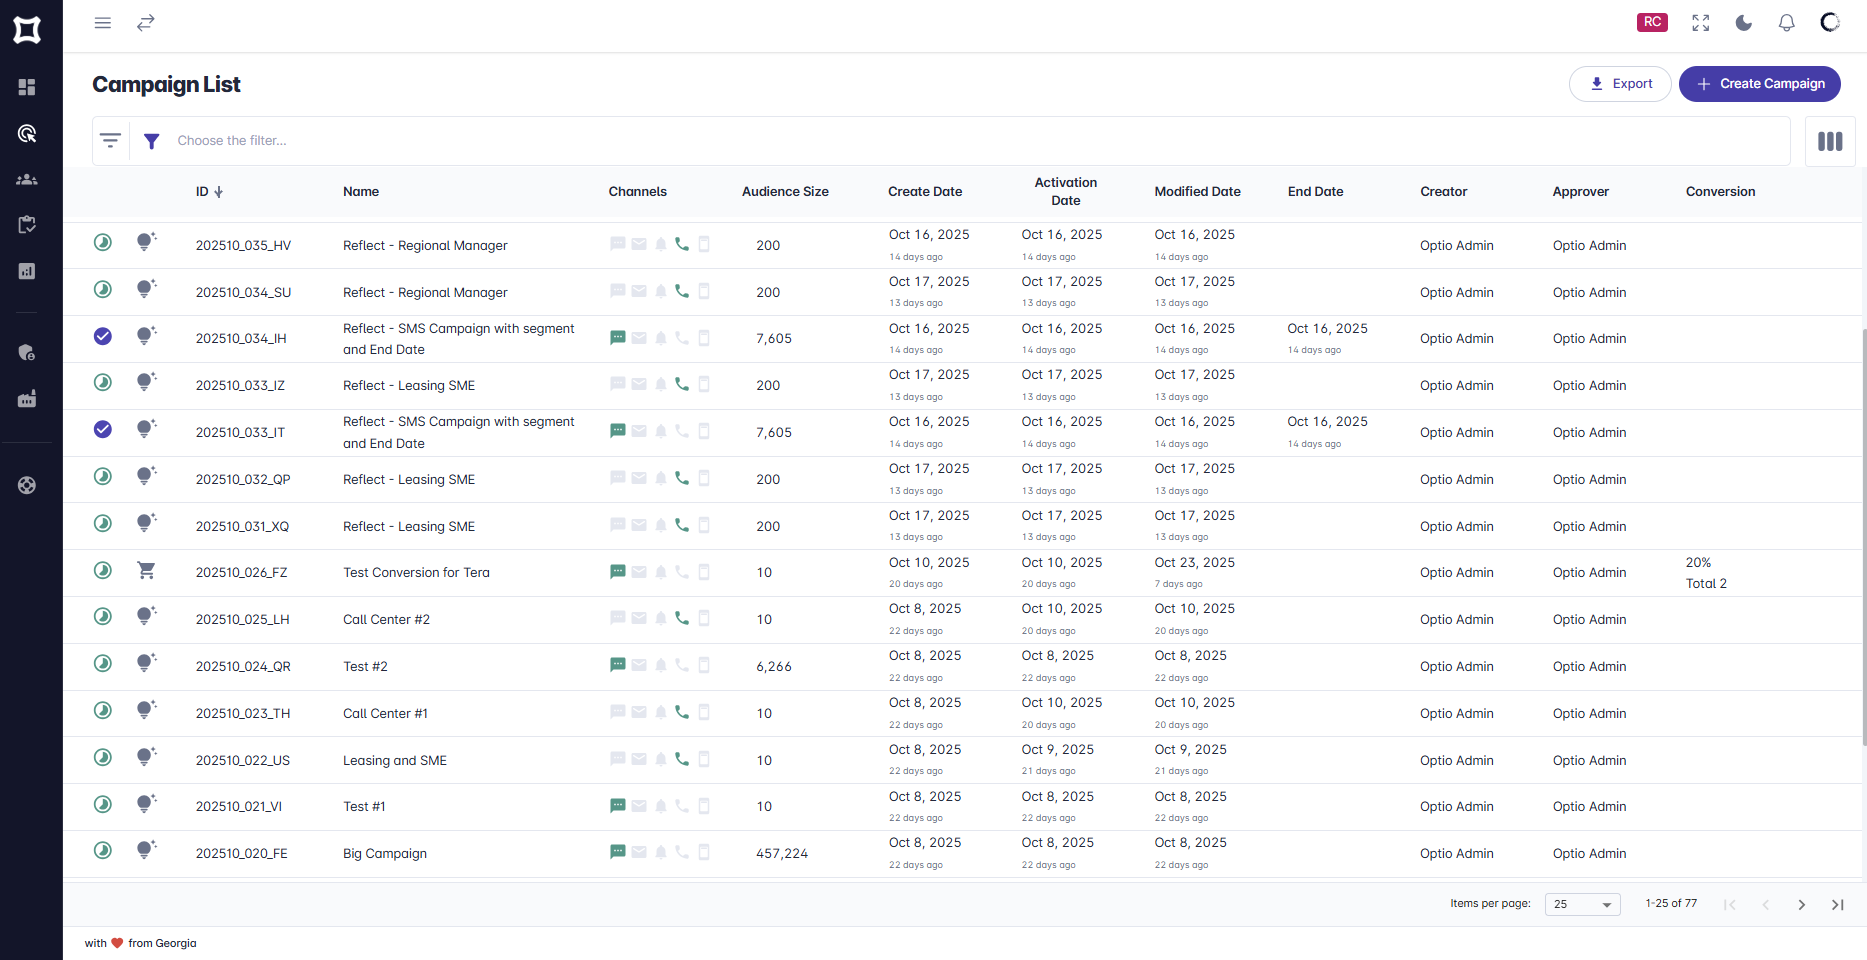 RC
Campaign List
Export
Create Campaign
Choose the filter...
ID Name Channels Audience Size Create Date Activation Date Modified Date End Date Creator Approver Conversion
202510_035_HV Reflect - Regional Manager 200 Oct 16, 2025 Oct 16, 2025 Oct 16, 2025 Optio Admin Optio Admin
14 days ago 14 days ago 14 days ago
202510_034_SU Reflect - Regional Manager 200 Oct 17, 2025 Oct 17, 2025 Oct 17, 2025 Optio Admin Optio Admin
13 days ago 13 days ago 13 days ago
202510_034_IH Reflect - SMS Campaign with segment and End Date 7,605 Oct 16, 2025 Oct 16, 2025 Oct 16, 2025 Oct 16, 2025 Optio Admin Optio Admin
14 days ago 14 days ago 14 days ago 14 days ago
202510_033_IZ Reflect - Leasing SME 200 Oct 17, 2025 Oct 17, 2025 Oct 17, 2025 Optio Admin Optio Admin
13 days ago 13 days ago 13 days ago
202510_033_IT Reflect - SMS Campaign with segment and End Date 7,605 Oct 16, 2025 Oct 16, 2025 Oct 16, 2025 Oct 16, 2025 Optio Admin Optio Admin
14 days ago 14 days ago 14 days ago 14 days ago
202510_032_QP Reflect - Leasing SME 200 Oct 17, 2025 Oct 17, 2025 Oct 17, 2025 Optio Admin Optio Admin
13 days ago 13 days ago 13 days ago
202510_031_XQ Reflect - Leasing SME 200 Oct 17, 2025 Oct 17, 2025 Oct 17, 2025 Optio Admin Optio Admin
13 days ago 13 days ago 13 days ago
202510_026_FZ Test Conversion for Tera 10 Oct 10, 2025 Oct 10, 2025 Oct 23, 2025 Optio Admin Optio Admin 20%
20 days ago 20 days ago 7 days ago Total 2
202510_025_LH Call Center #2 10 Oct 8, 2025 Oct 10, 2025 Oct 10, 2025 Optio Admin Optio Admin
22 days ago 20 days ago 20 days ago
202510_024_QR Test #2 6,266 Oct 8, 2025 Oct 8, 2025 Oct 8, 2025 Optio Admin Optio Admin
22 days ago 22 days ago 22 days ago
202510_023_TH Call Center #1 10 Oct 8, 2025 Oct 10, 2025 Oct 10, 2025 Optio Admin Optio Admin
22 days ago 20 days ago 20 days ago
202510_022_US Leasing and SME 10 Oct 8, 2025 Oct 9, 2025 Oct 9, 2025 Optio Admin Optio Admin
22 days ago 21 days ago 21 days ago
202510_021_VI Test #1 10 Oct 8, 2025 Oct 8, 2025 Oct 8, 2025 Optio Admin Optio Admin
22 days ago 22 days ago 22 days ago
202510_020_FE Big Campaign 457,224 Oct 8, 2025 Oct 8, 2025 Oct 8, 2025 Optio Admin Optio Admin
22 days ago 22 days ago 22 days ago
Items per page: 25 1-25 of 77
with ❤ from Georgia